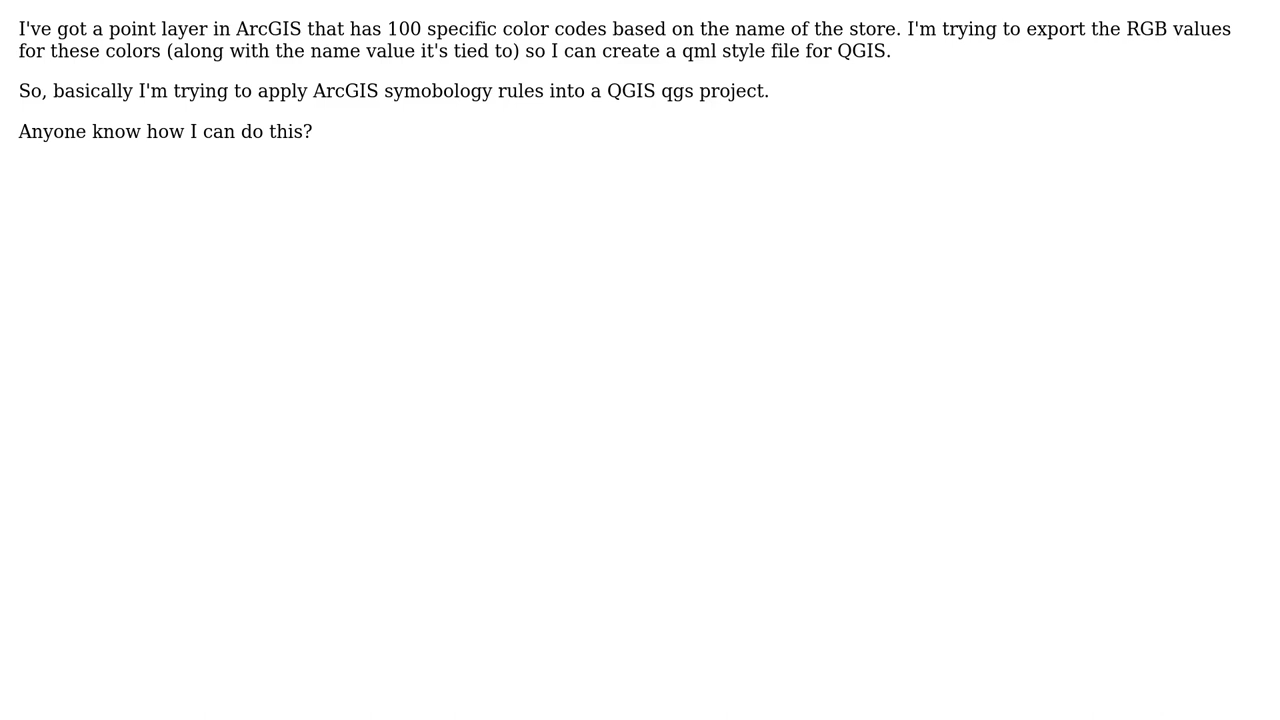 I've got a point layer in ArcGIS that has 100 specific color codes based on the name of the store. I'm trying to export the RGB values
for these colors (along with the name value it's tied to) so I can create a qml style file for QGIS.
So, basically I'm trying to apply ArcGIS symobology rules into a QGIS qgs project.
Anyone know how I can do this?